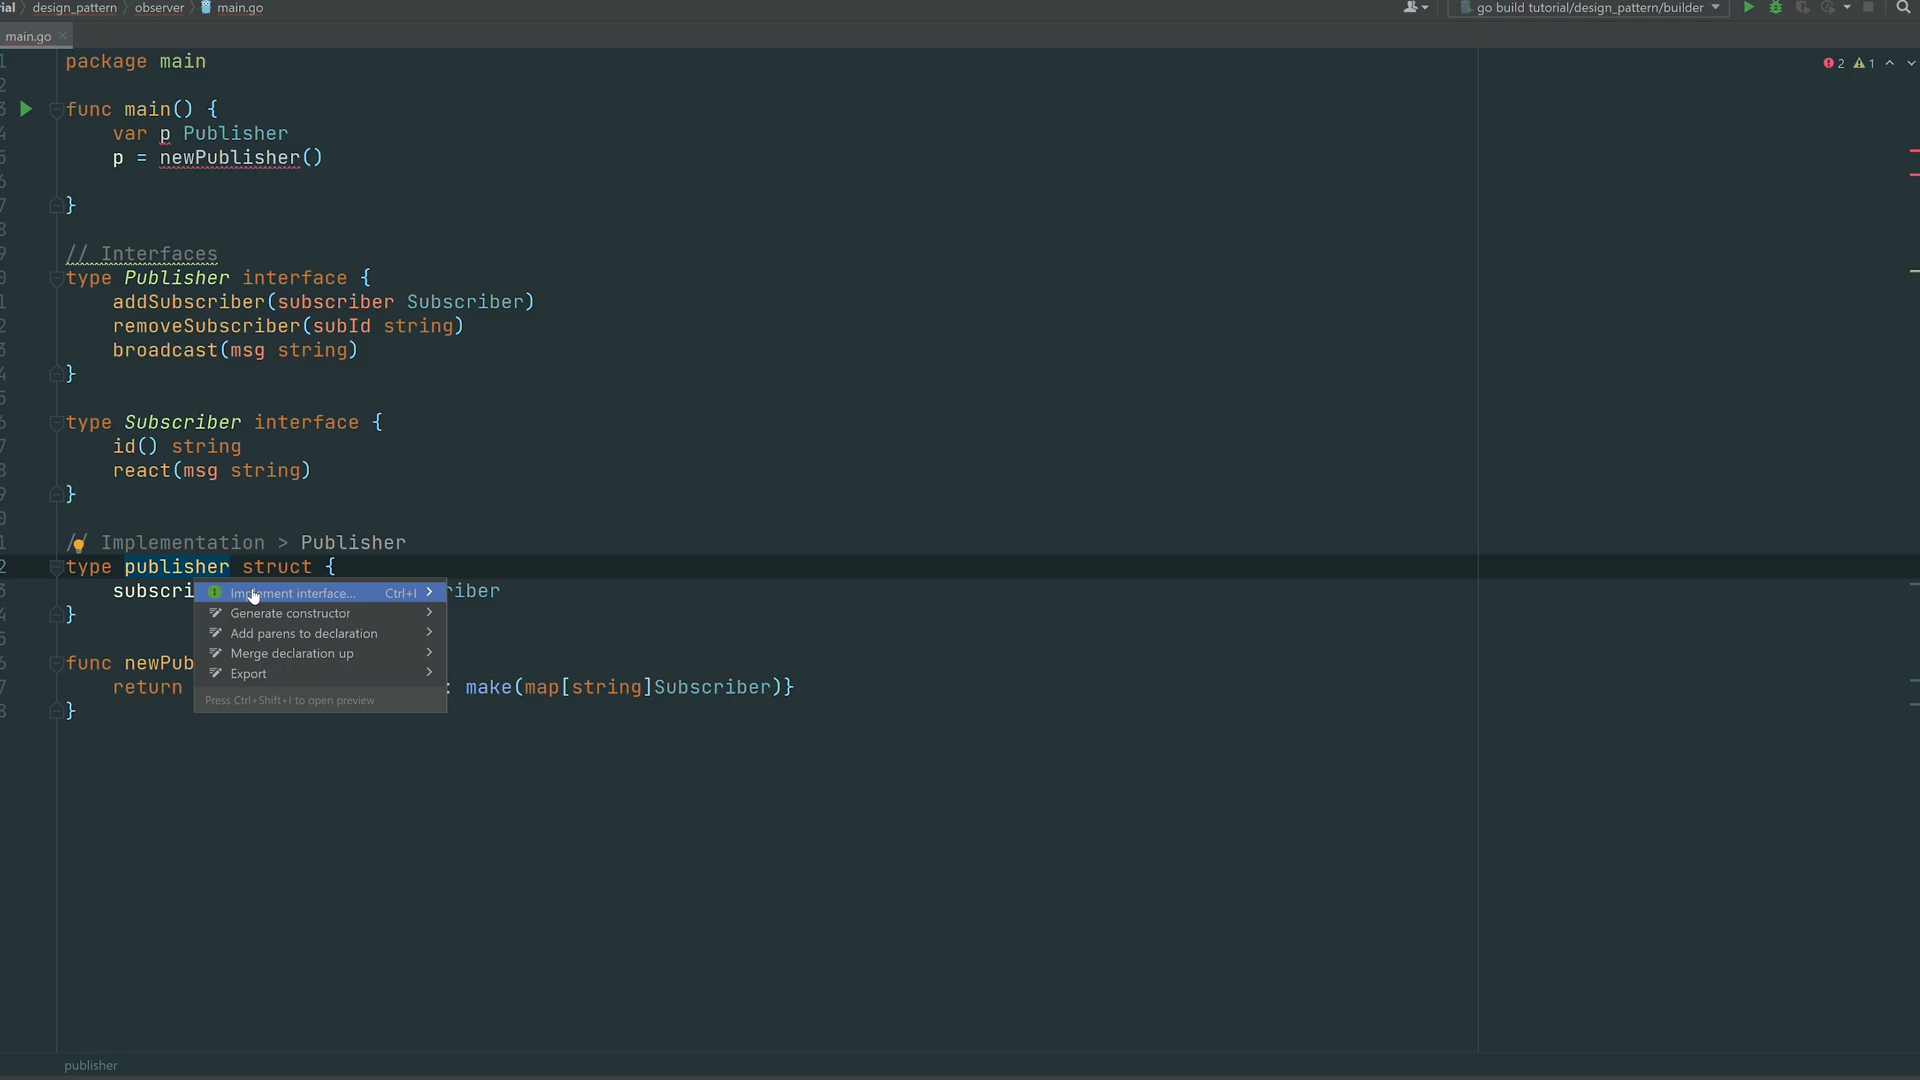 ial design_pattern observer main.go go build tutorial/design_pattern/builder
main.go
package main
2 1
func main() {
var p Publisher
p = newPublisher()
}
// Interfaces
type Publisher interface {
addSubscriber(subscriber Subscriber)
removeSubscriber(subId string)
broadcast(msg string)
}
type Subscriber interface {
id() string
react(msg string)
}
// Implementation > Publisher
type publisher struct {
subscri riber
Implement interface... Ctrl+I
}
Generate constructor
Add parens to declaration
func newPub
Merge declaration up
Export
return : make(map[string]Subscriber)}
Press Ctrl+Shift+I to open preview
}
publisher